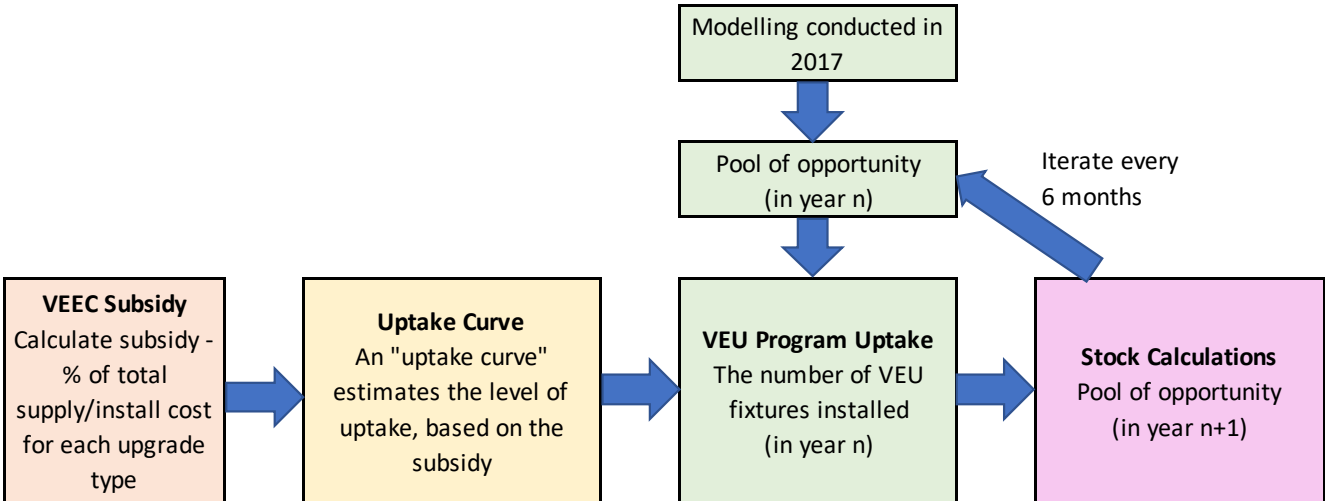 Modelling conducted in
2017
Pool of opportunity
(in year n)
Iterate every
6 months
VEEC Subsidy
Calculate subsidy -
% of total
supply/install cost
for each upgrade
type
Uptake Curve
An "uptake curve"
estimates the level of
uptake, based on the
subsidy
VEU Program Uptake
The number of VEU
fixtures installed
(in year n)
Stock Calculations
Pool of opportunity
(in year n+1)